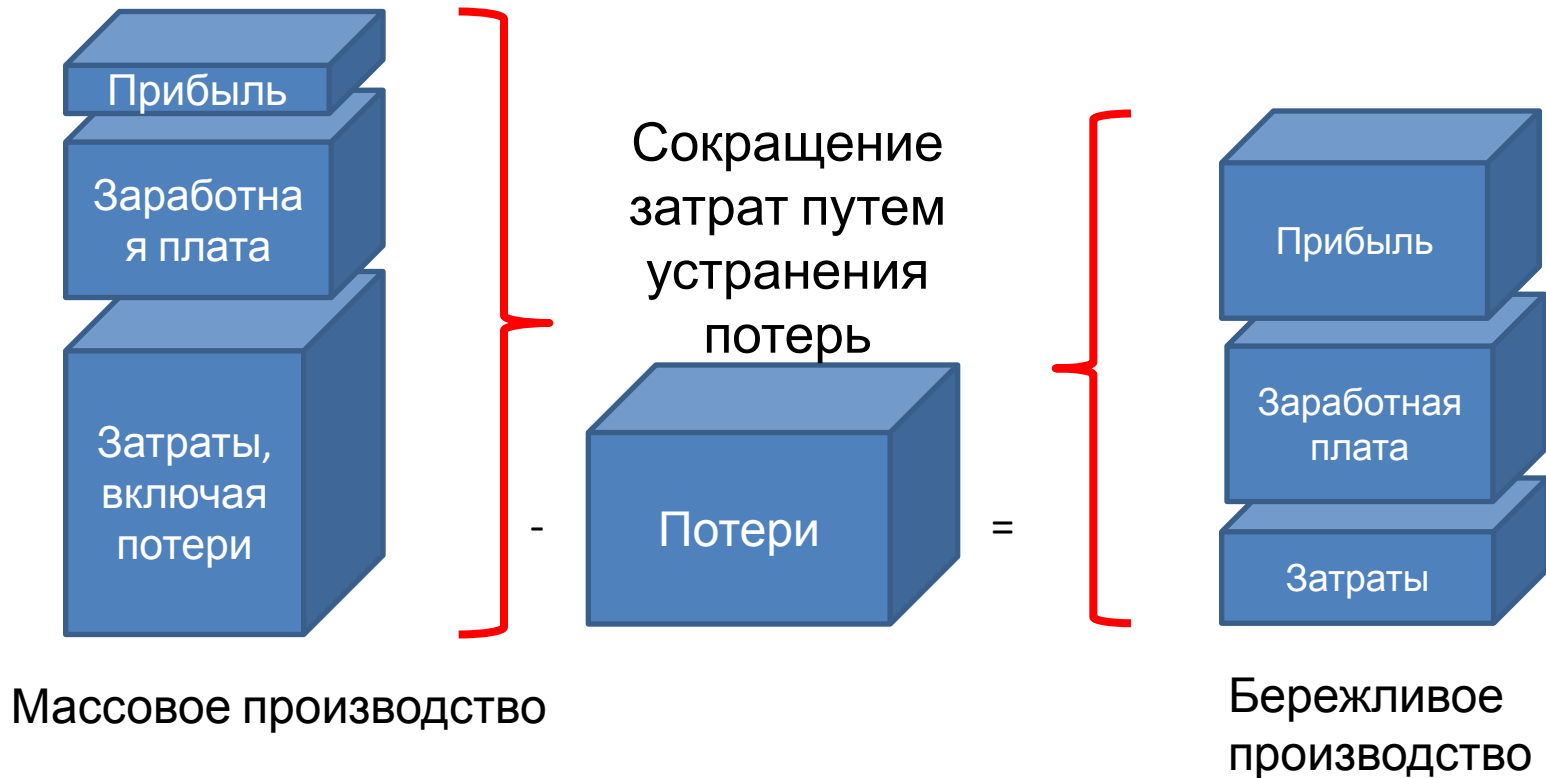 Прибыль
Заработна
я плата
Затраты,
включая
потери
Массовое производство
Сокращение
затрат путем
устранения
потерь
-
Потери
=
Прибыль
Заработная
плата
Затраты
Бережливое
производство